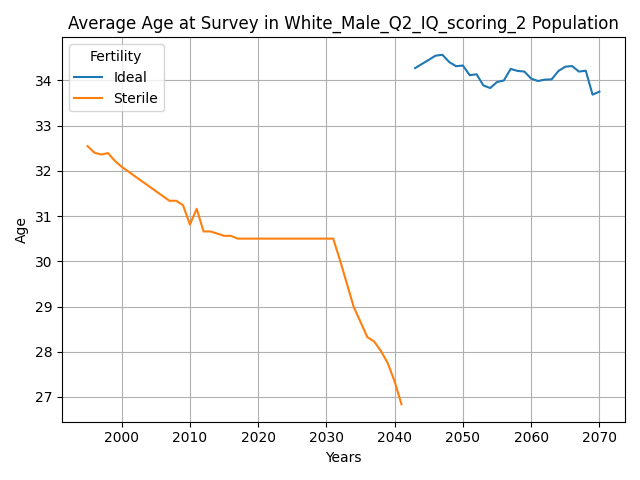 Average Age at Survey in White_Male_Q2_IQ_scoring_2 Population
Fertility
Ideal
Sterile
Age
34
33
32
31
30
29
28
27
2000 2010 2020 2030 2040 2050 2060 2070
Years